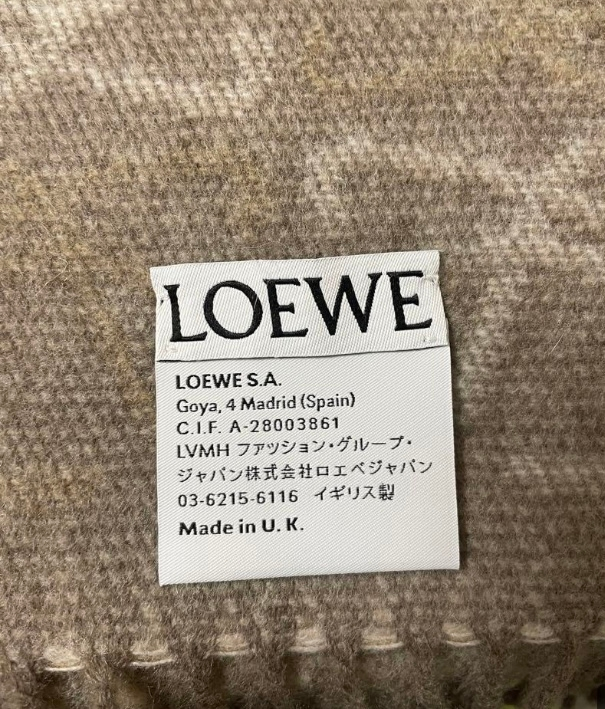 LOEWE
LOEWE S.A.
Goya, 4 Madrid (Spain)
C.I.F. A-28003861
LVMH ファッション・グループ・
ジャパン株式会社ロエベジャパン
03-6215-6116 イギリス製
Made in U. K.